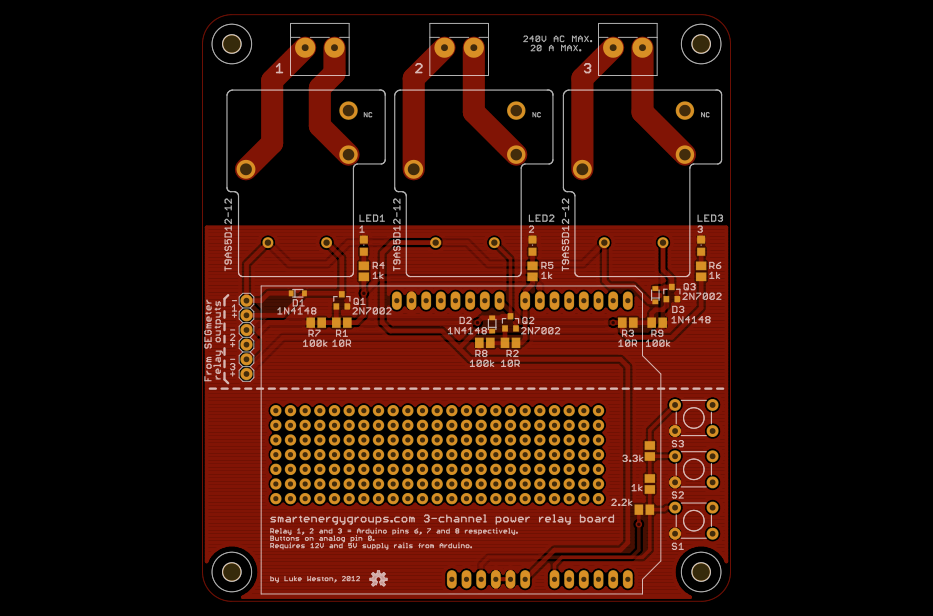 240V AC MAX.
20 A MAX.
1
2
3
NC
NC
NC
T9AS5D12-12
T9AS5D12-12
T9AS5D12-12
LED1
1
LED2
2
LED3
3
R4
1k
R5
1k
R6
1k
D1
1N4148
Q1
2N7002
R7
100k
R1
10R
D2
1N4148
Q2
2N7002
R8
100k
R2
10R
Q3
2N7002
D3
1N4148
R3
10R
R9
100k
From SEGmeter
relay outputs
- 1 +
- 2 +
- 3 +
S3
3.3k
1k
S2
2.2k
S1
smartenergygroups.com 3-channel power relay board
Relay 1, 2 and 3 = Arduino pins 6, 7 and 8 respectively.
Buttons on analog pin 0.
Requires 12V and 5V supply rails from Arduino.
by Luke Weston, 2012